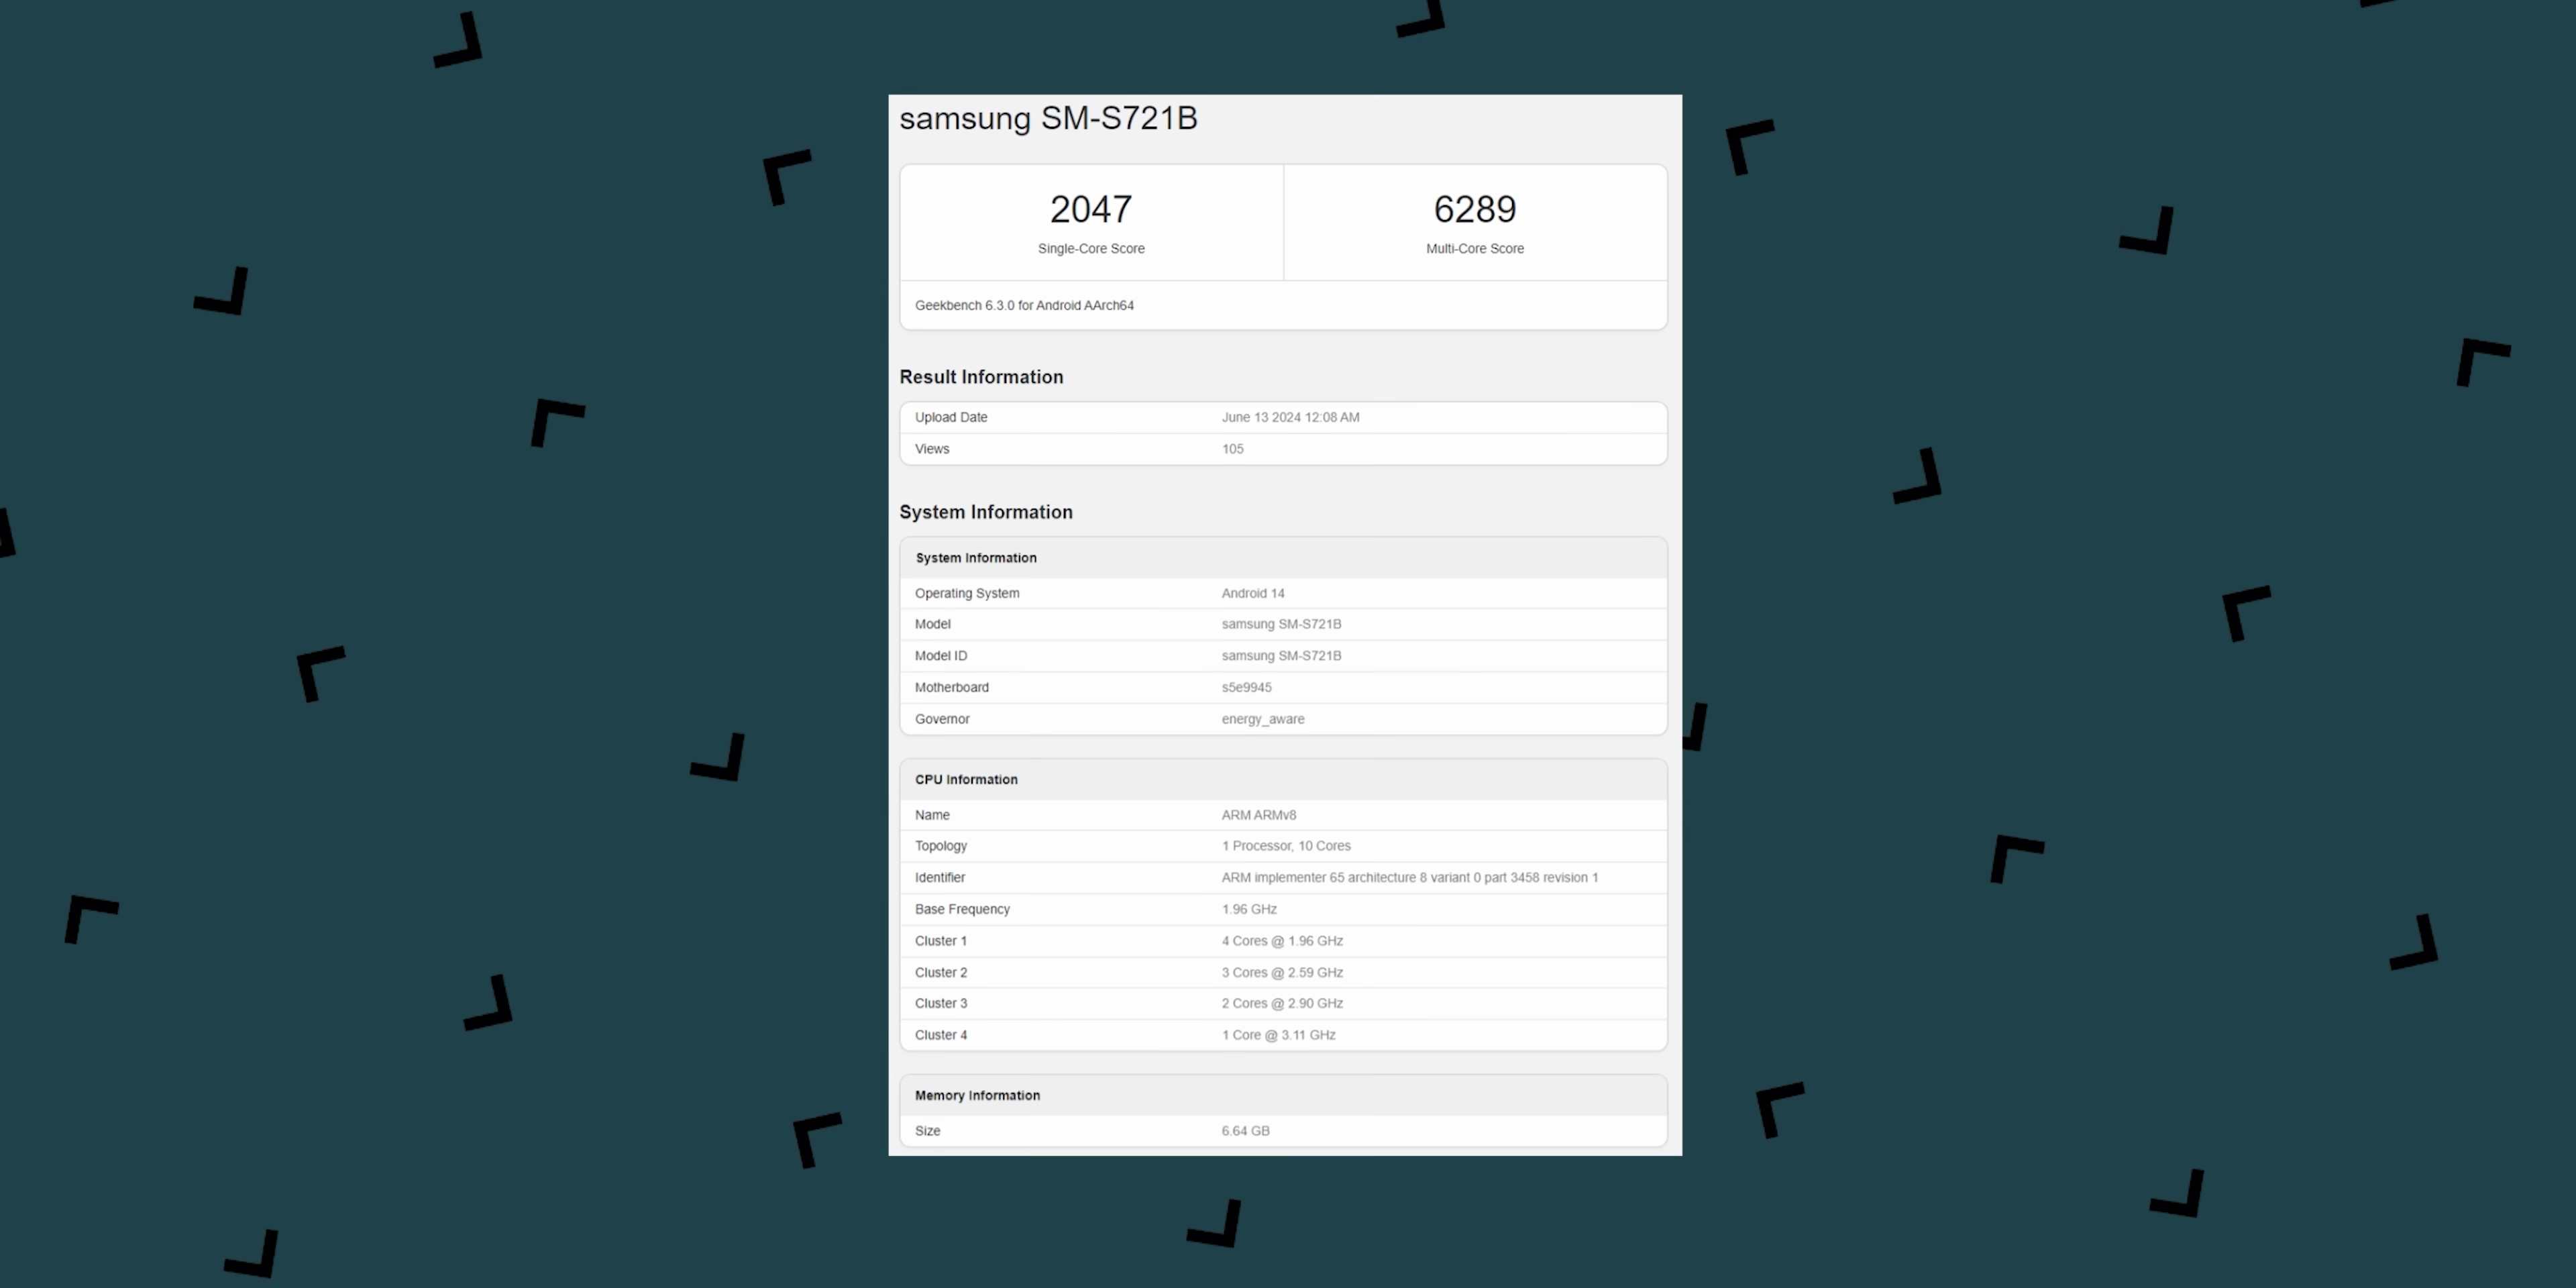 samsung SM-S721B
2047
Single-Core Score
6289
Multi-Core Score
Geekbench 6.3.0 for Android AArch64
Result Information
Upload Date June 13 2024 12:08 AM
Views 105
System Information
System Information
Operating System Android 14
Model samsung SM-S721B
Model ID samsung SM-S721B
Motherboard s5e9945
Governor energy_aware
CPU Information
Name ARM ARMv8
Topology 1 Processor, 10 Cores
Identifier ARM implementer 65 architecture 8 variant 0 part 3458 revision 1
Base Frequency 1.96 GHz
Cluster 1 4 Cores @ 1.96 GHz
Cluster 2 3 Cores @ 2.59 GHz
Cluster 3 2 Cores @ 2.90 GHz
Cluster 4 1 Core @ 3.11 GHz
Memory Information
Size 6.64 GB